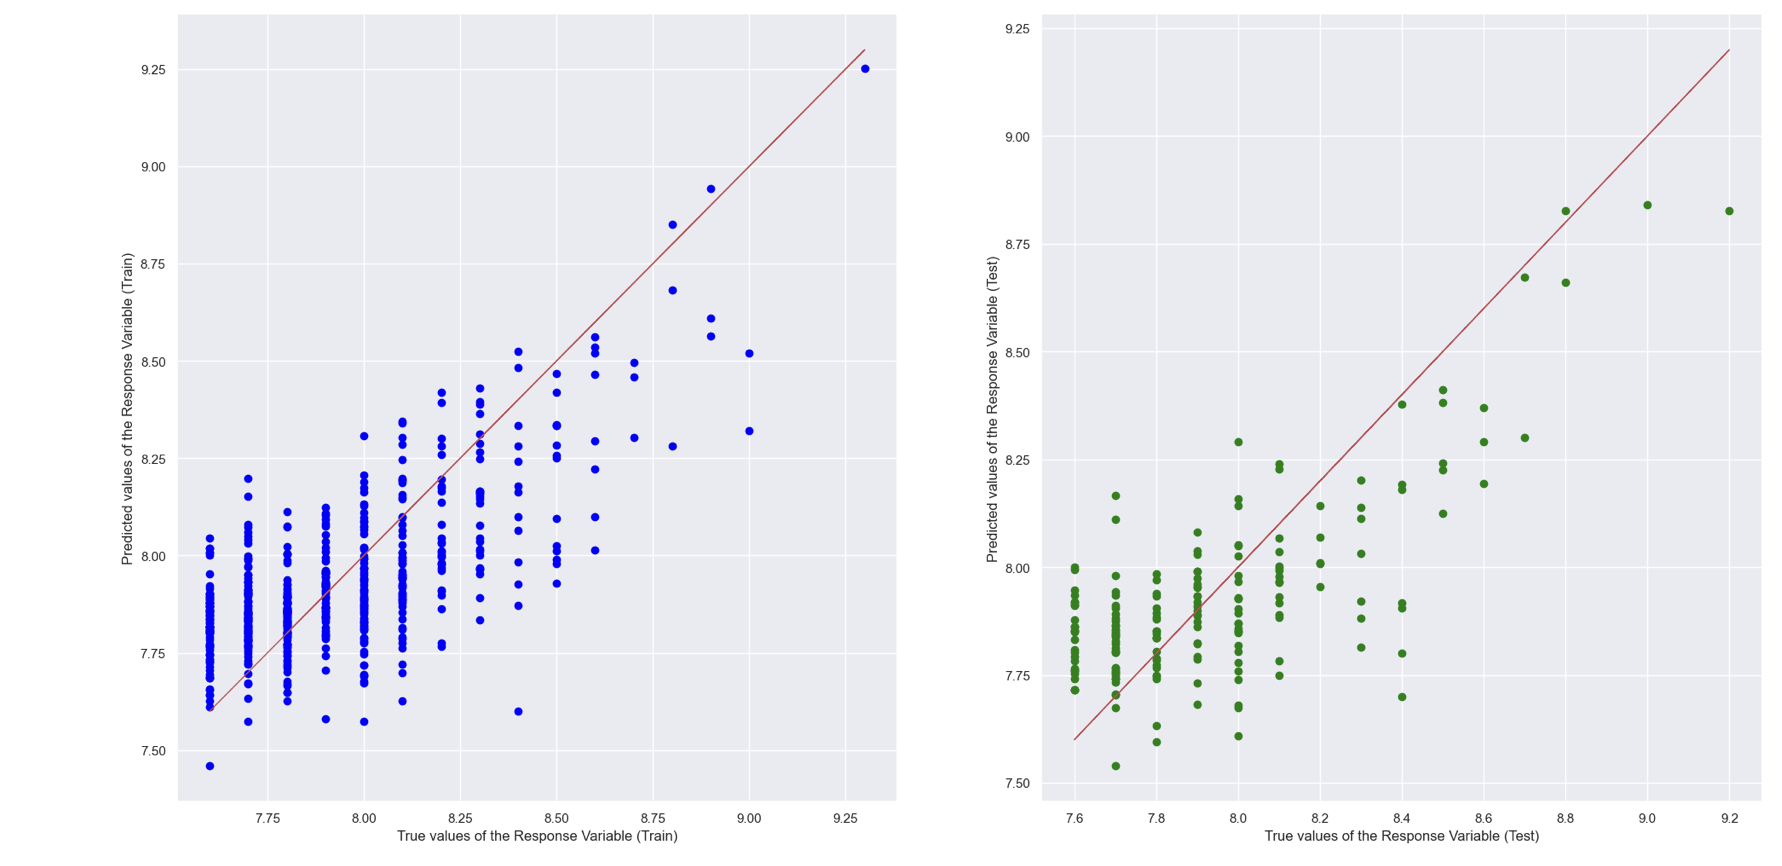 Predicted values of the Response Variable (Train)
9.25
9.00
8.75
8.50
8.25
8.00
7.75
7.50
7.75 8.00 8.25 8.50 8.75 9.00 9.25
True values of the Response Variable (Train)
Predicted values of the Response Variable (Test)
9.25
9.00
8.75
8.50
8.25
8.00
7.75
7.50
7.6 7.8 8.0 8.2 8.4 8.6 8.8 9.0 9.2
True values of the Response Variable (Test)